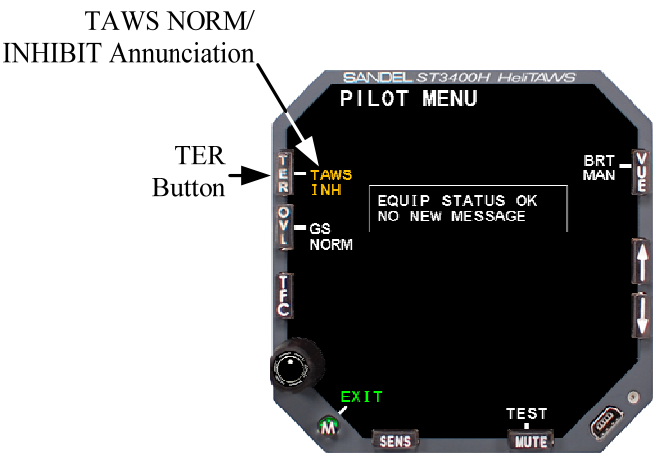 TAWS NORM/
INHIBIT Annunciation
SANDEL ST3400H HeliTAWS
PILOT MENU
TER
Button
TER
TAWS
INH
BRT
MAN
VUE
EQUIP STATUS OK
NO NEW MESSAGE
OVL
GS
NORM
TFC
EXIT
M
SENS
TEST
MUTE